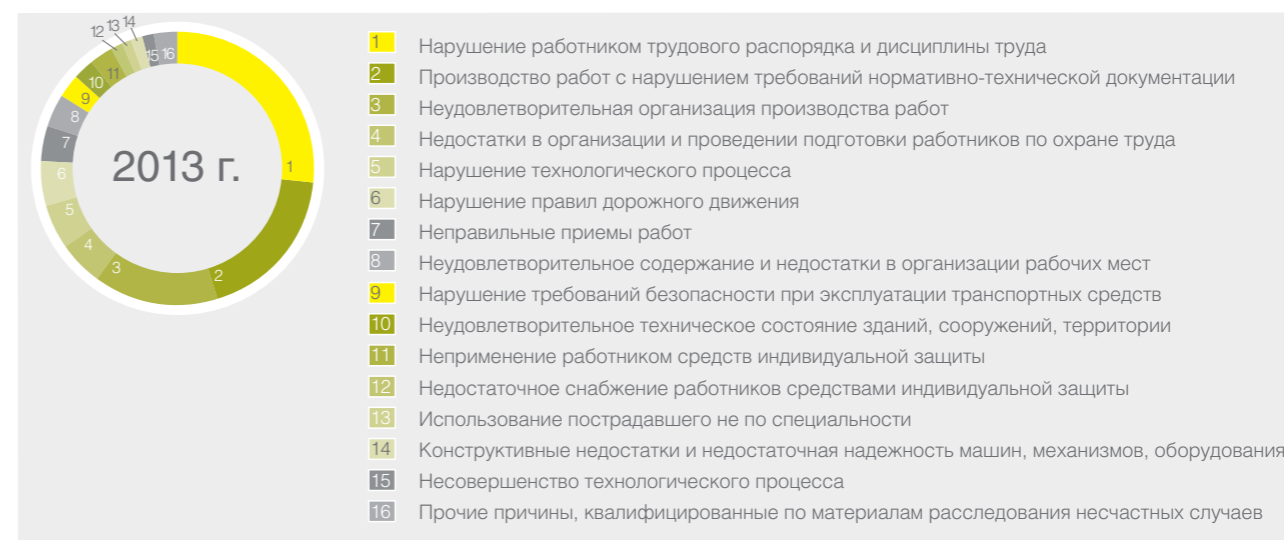 12 13 14
15 16
11
10
9
8
7
2013 г.
1
6
5
4
3
2
1 Нарушение работником трудового распорядка и дисциплины труда
2 Производство работ с нарушением требований нормативно-технической документации
3 Неудовлетворительная организация производства работ
4 Недостатки в организации и проведении подготовки работников по охране труда
5 Нарушение технологического процесса
6 Нарушение правил дорожного движения
7 Неправильные приемы работ
8 Неудовлетворительное содержание и недостатки в организации рабочих мест
9 Нарушение требований безопасности при эксплуатации транспортных средств
10 Неудовлетворительное техническое состояние зданий, сооружений, территории
11 Неприменение работником средств индивидуальной защиты
12 Недостаточное снабжение работников средствами индивидуальной защиты
13 Использование пострадавшего не по специальности
14 Конструктивные недостатки и недостаточная надежность машин, механизмов, оборудования
15 Несовершенство технологического процесса
16 Прочие причины, квалифицированные по материалам расследования несчастных случаев